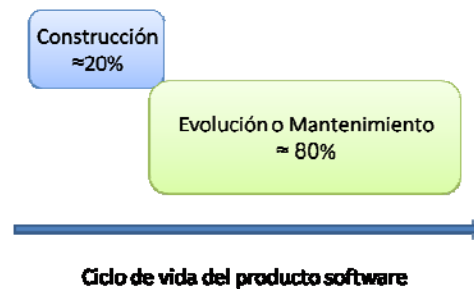 Construcción
≈20%
Evolución o Mantenimiento
≈ 80%
Ciclo de vida del producto software